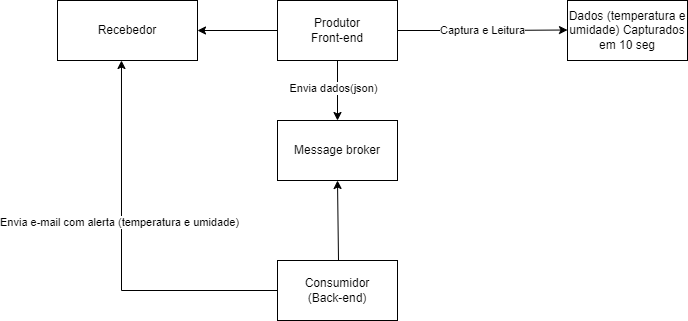 Recebedor
Produtor
Front-end
Captura e Leitura
Dados (temperatura e
umidade) Capturados
em 10 seg
Envia dados(json)
Message broker
Envia e-mail com alerta (temperatura e umidade)
Consumidor
(Back-end)